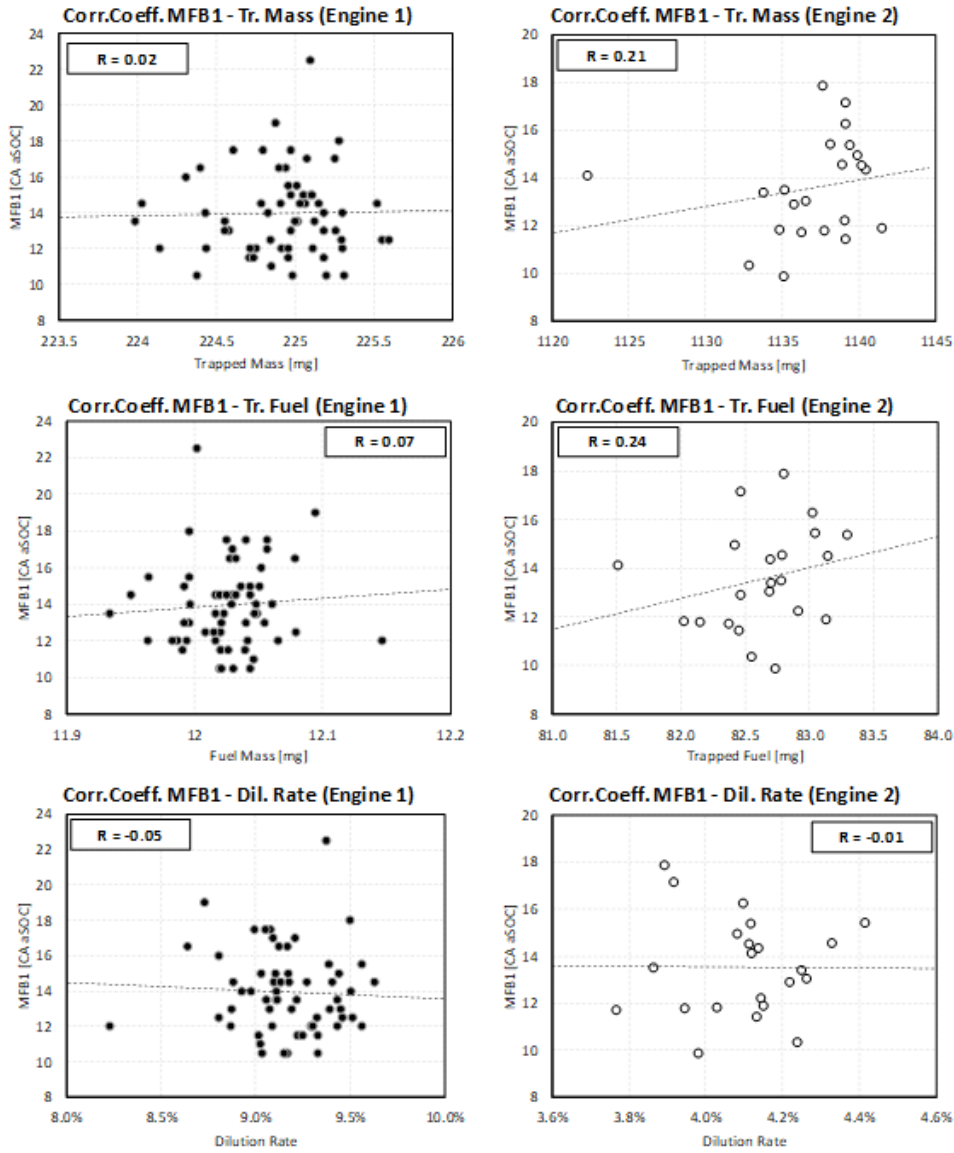 Corr.Coeff. MFB1 - Tr. Mass (Engine 1)
R = 0.02
MFB1 [CA aSOC]
24
22
20
18
16
14
12
10
8
223.5 224 224.5 225 225.5 226
Trapped Mass [mg]
Corr.Coeff. MFB1 - Tr. Mass (Engine 2)
R = 0.21
MFB1 [CA aSOC]
20
18
16
14
12
10
8
1120 1125 1130 1135 1140 1145
Trapped Mass [mg]
Corr.Coeff. MFB1 - Tr. Fuel (Engine 1)
R = 0.07
MFB1 [CA aSOC]
24
22
20
18
16
14
12
10
8
11.9 12 12.1 12.2
Fuel Mass [mg]
Corr.Coeff. MFB1 - Tr. Fuel (Engine 2)
R = 0.24
MFB1 [CA aSOC]
20
18
16
14
12
10
8
81.0 81.5 82.0 82.5 83.0 83.5 84.0
Trapped Fuel [mg]
Corr.Coeff. MFB1 - Dil. Rate (Engine 1)
R = -0.05
MFB1 [CA aSOC]
24
22
20
18
16
14
12
10
8
8.0% 8.5% 9.0% 9.5% 10.0%
Dilution Rate
Corr.Coeff. MFB1 - Dil. Rate (Engine 2)
R = -0.01
MFB1 [CA aSOC]
20
18
16
14
12
10
8
3.6% 3.8% 4.0% 4.2% 4.4% 4.6%
Dilution Rate